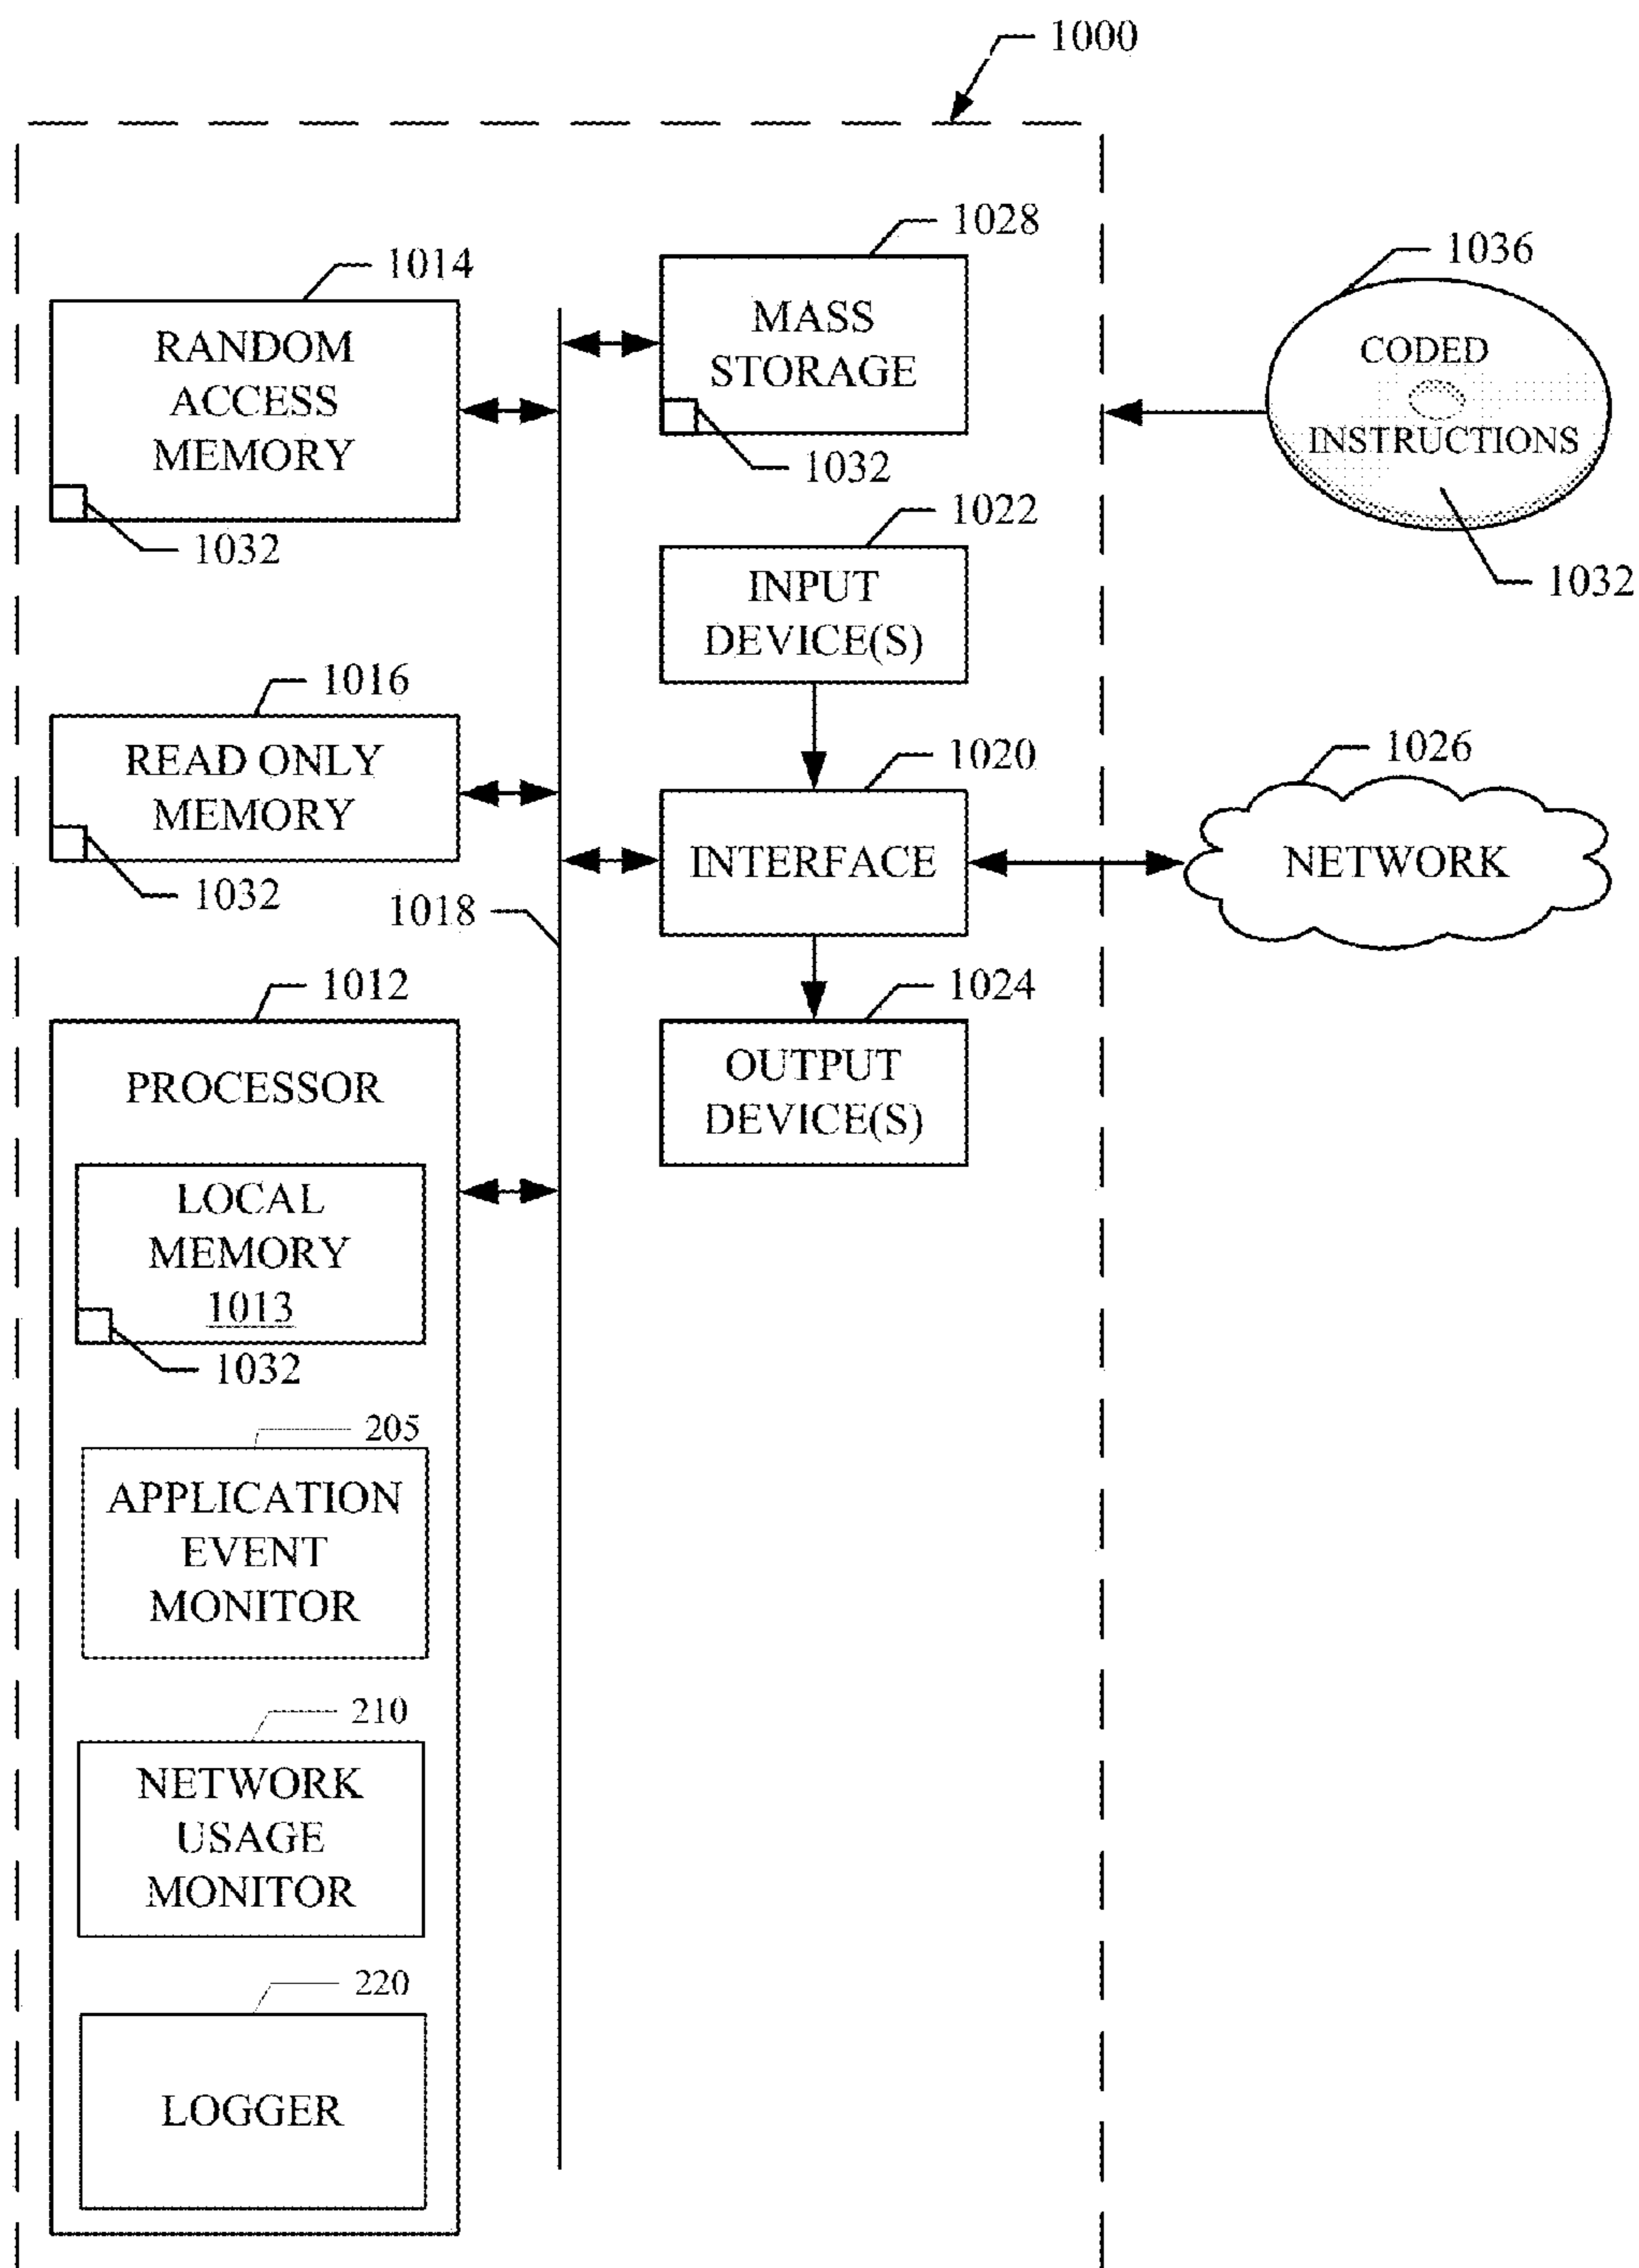 1000
1014
RANDOM
ACCESS
MEMORY
1032
1028
MASS
STORAGE
1032
1036
CODED
INSTRUCTIONS
1032
1022
INPUT
DEVICE(S)
1016
READ ONLY
MEMORY
1032
1018
1020
INTERFACE
1026
NETWORK
1024
OUTPUT
DEVICE(S)
1012
PROCESSOR
LOCAL
MEMORY
1013
1032
205
APPLICATION
EVENT
MONITOR
210
NETWORK
USAGE
MONITOR
220
LOGGER